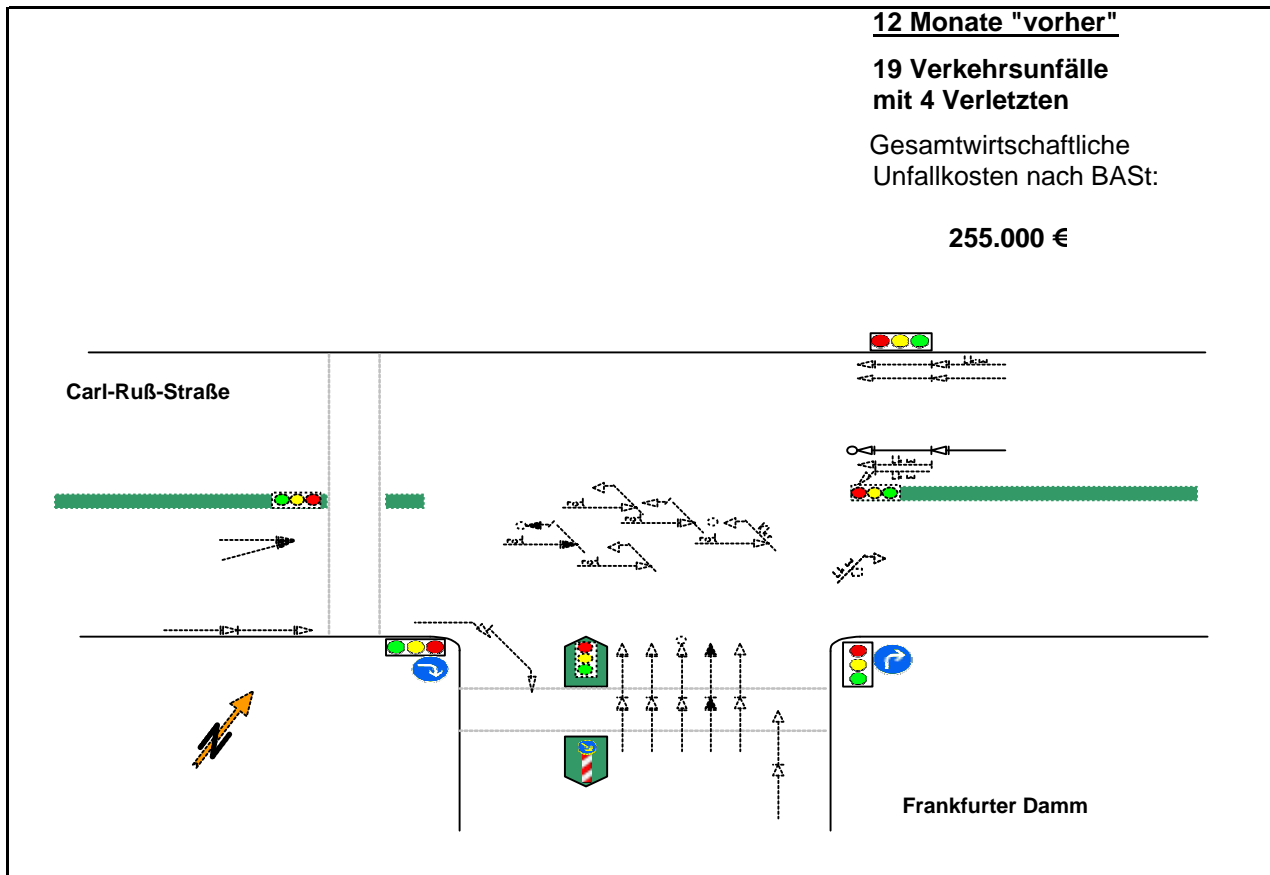 12 Monate "vorher"
19 Verkehrsunfälle
mit 4 Verletzten
Gesamtwirtschaftliche
Unfallkosten nach BASt:
255.000 €
Carl-Ruß-Straße
rot
rot
rot
rot
rot
N
Frankfurter Damm